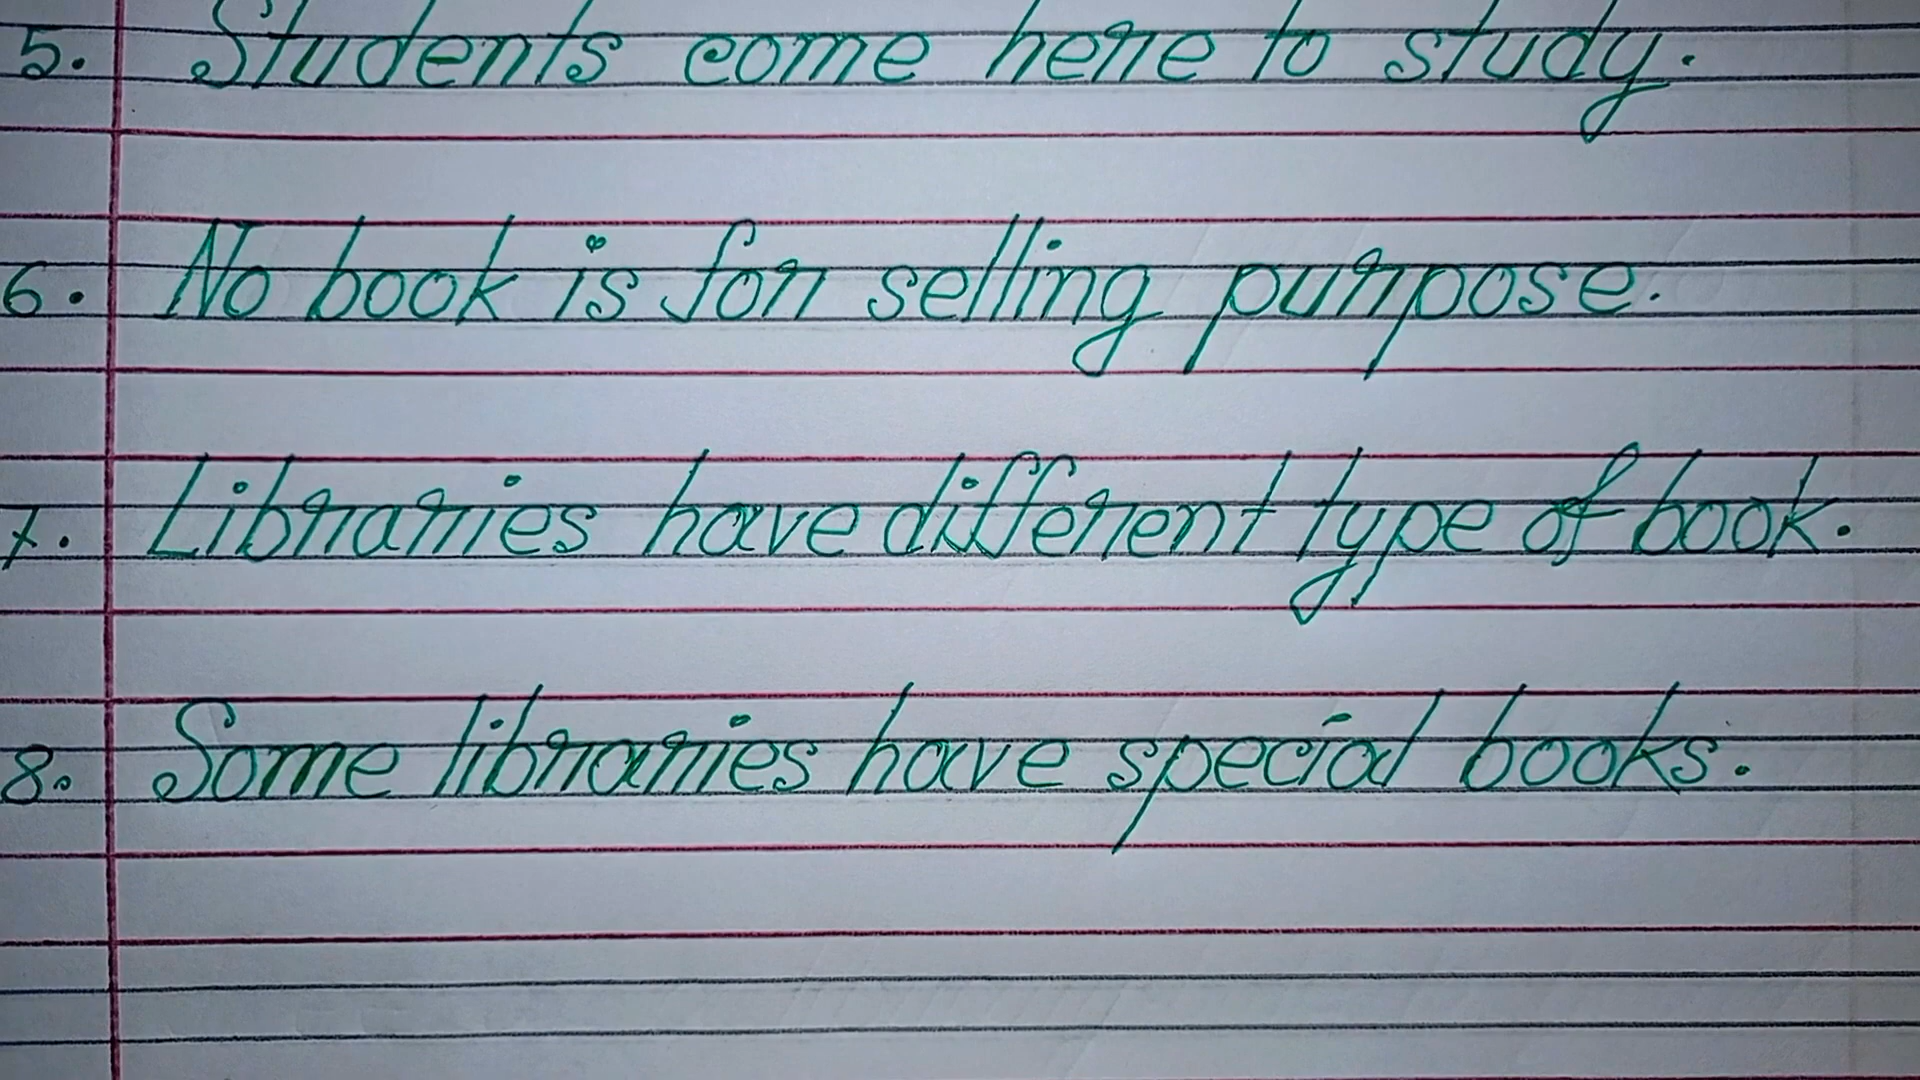 5. Students come here to study.
6. No book is for selling purpose.
7. Libraries have different type of book.
8. Some libraries have special books.